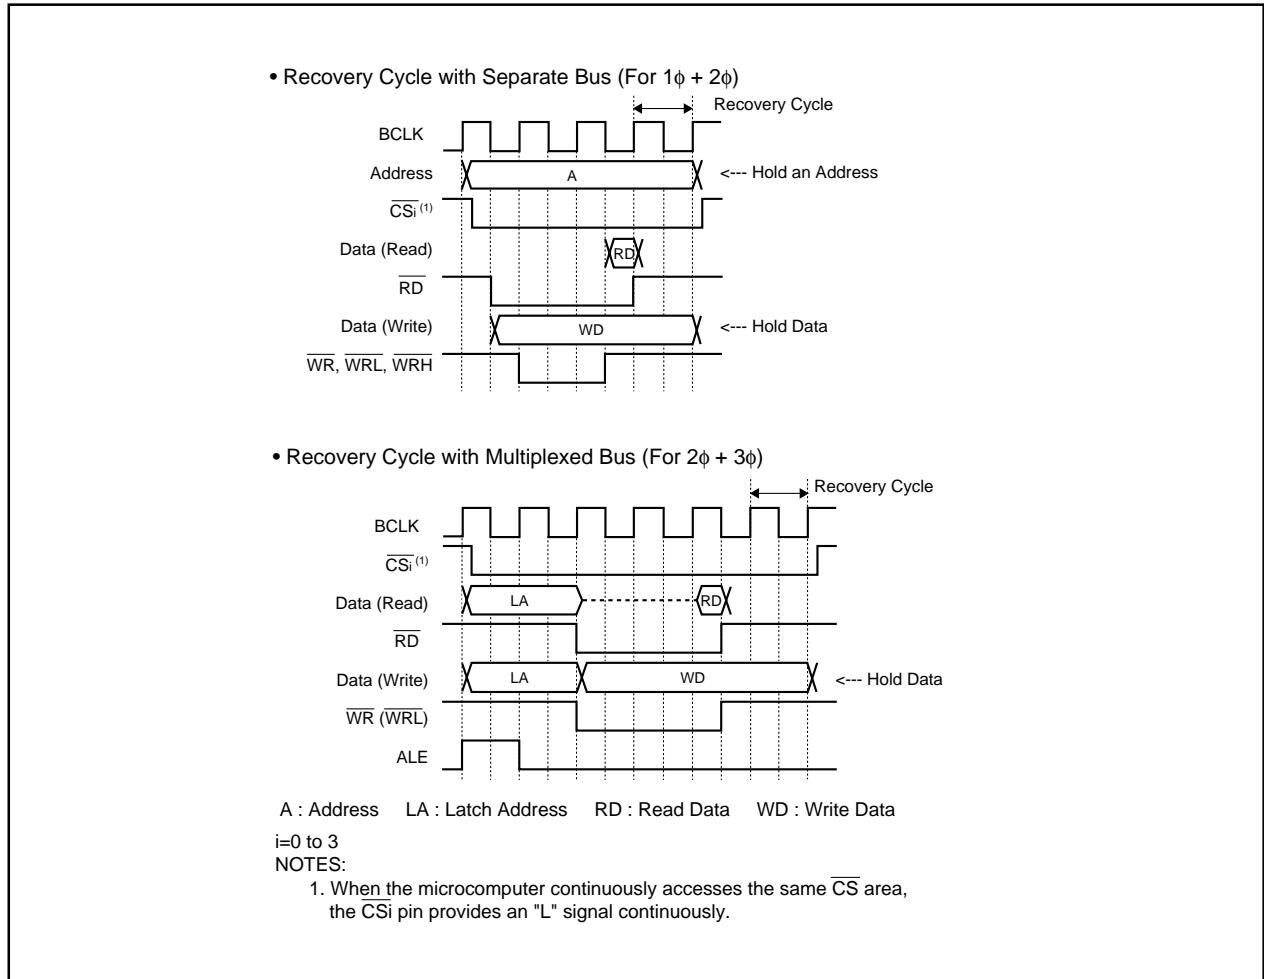 • Recovery Cycle with Separate Bus (For 1ϕ + 2ϕ)
Recovery Cycle
BCLK
Address
A
<--- Hold an Address
CSi (1)
Data (Read)
RD
RD
Data (Write)
WD
<--- Hold Data
WR, WRL, WRH
• Recovery Cycle with Multiplexed Bus (For 2ϕ + 3ϕ)
Recovery Cycle
BCLK
CSi (1)
Data (Read)
LA
RD
RD
Data (Write)
LA
WD
<--- Hold Data
WR (WRL)
ALE
A : Address LA : Latch Address RD : Read Data WD : Write Data
i=0 to 3
NOTES:
1. When the microcomputer continuously accesses the same CS area,
the CSi pin provides an "L" signal continuously.